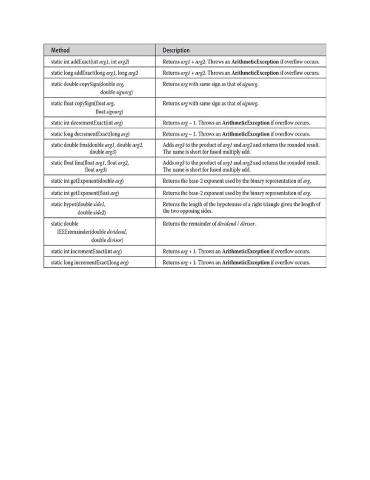 Method Description
static int addExact(int arg1, int arg2) Returns arg1 + arg2. Throws an ArithmeticException if overflow occurs.
static long addExact(long arg1, long arg2 Returns arg1 + arg2. Throws an ArithmeticException if overflow occurs.
static double copySign(double arg, Returns arg with same sign as that of signarg.
double signarg)
static float copySign(float arg, Returns arg with same sign as that of signarg.
float signarg)
static int decrementExact(int arg) Returns arg – 1. Throws an ArithmeticException if overflow occurs.
static long decrementExact(long arg) Returns arg – 1. Throws an ArithmeticException if overflow occurs.
static double fma(double arg1, double arg2, Adds arg3 to the product of arg1 and arg2 and returns the rounded result.
double arg3) The name is short for fused multiply add.
static float fma(float arg1, float arg2, Adds arg3 to the product of arg1 and arg2 and returns the rounded result.
float arg3) The name is short for fused multiply add.
static int getExponent(double arg) Returns the base-2 exponent used by the binary representation of arg.
static int getExponent(float arg) Returns the base-2 exponent used by the binary representation of arg.
static hypot(double side1, Returns the length of the hypotenuse of a right triangle given the length of
double side2) the two opposing sides.
static double Returns the remainder of dividend / divisor.
IEEEremainder(double dividend,
double divisor)
static int incrementExact(int arg) Returns arg + 1. Throws an ArithmeticException if overflow occurs.
static long incrementExact(long arg) Returns arg + 1. Throws an ArithmeticException if overflow occurs.